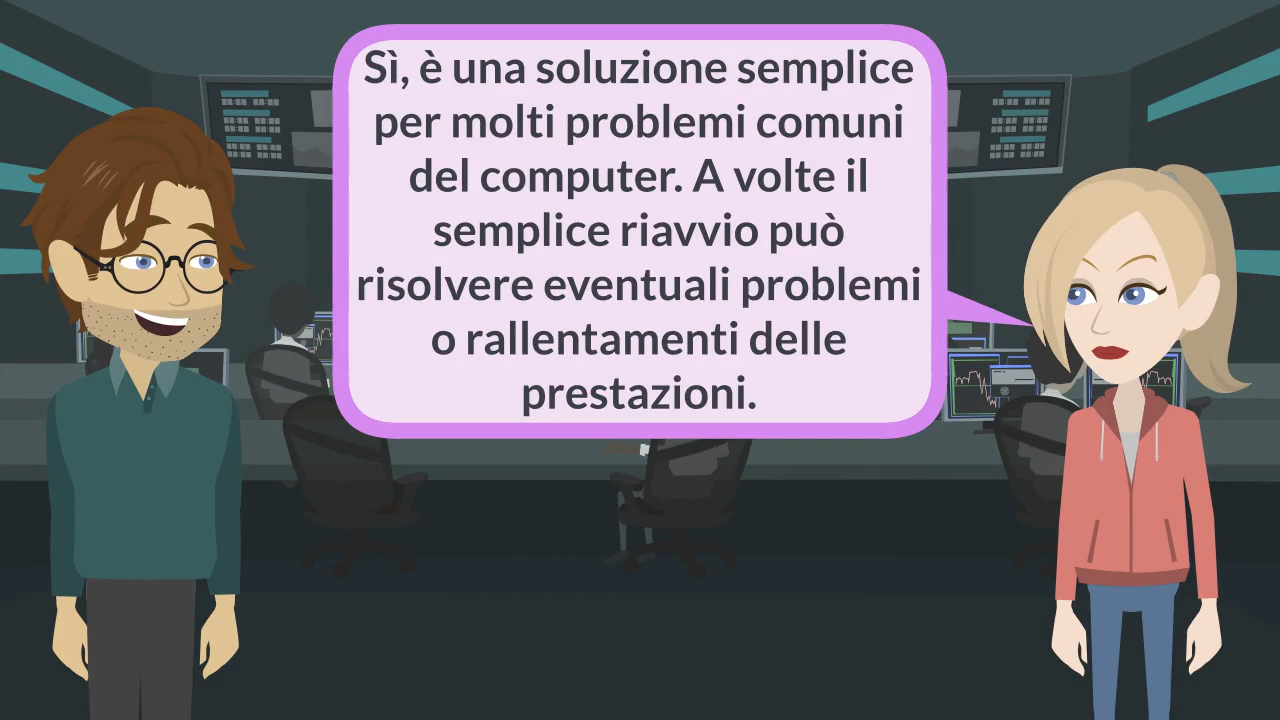 Sì, è una soluzione semplice
per molti problemi comuni
del computer. A volte il
semplice riavvio può
risolvere eventuali problemi
o rallentamenti delle
prestazioni.